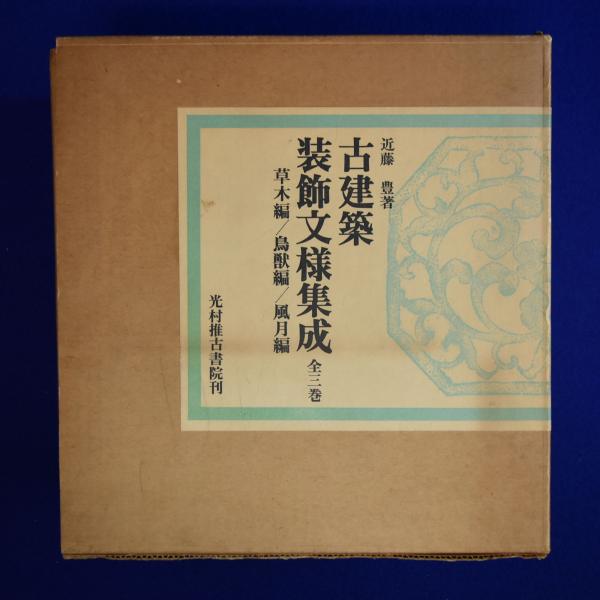 近藤 豊著
古建築
装飾文様集成 全三巻
草木編/鳥獣編/風月編
光村推古書院刊